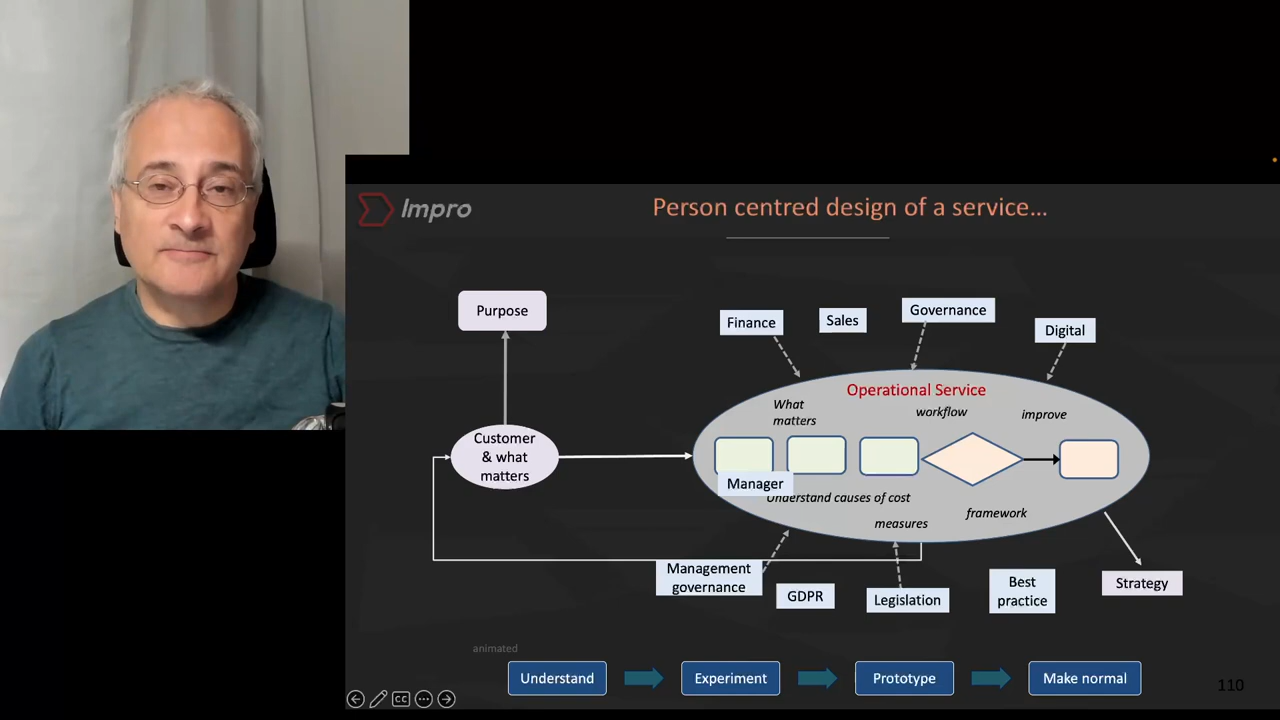 Impro
Person centred design of a service...
Purpose
Finance
Sales
Governance
Digital
Operational Service
What
matters
workflow
improve
Customer
& what
matters
Manager
Understand causes of cost
measures
framework
Management
governance
GDPR
Legislation
Best
practice
Strategy
animated
Understand
Experiment
Prototype
Make normal
CC
110